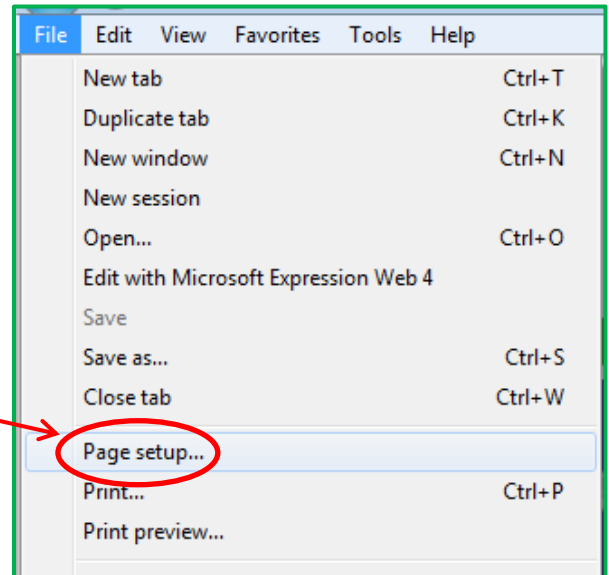 File Edit View Favorites Tools Help
New tab Ctrl+T
Duplicate tab Ctrl+K
New window Ctrl+N
New session
Open... Ctrl+O
Edit with Microsoft Expression Web 4
Save
Save as... Ctrl+S
Close tab Ctrl+W
Page setup...
Print... Ctrl+P
Print preview...